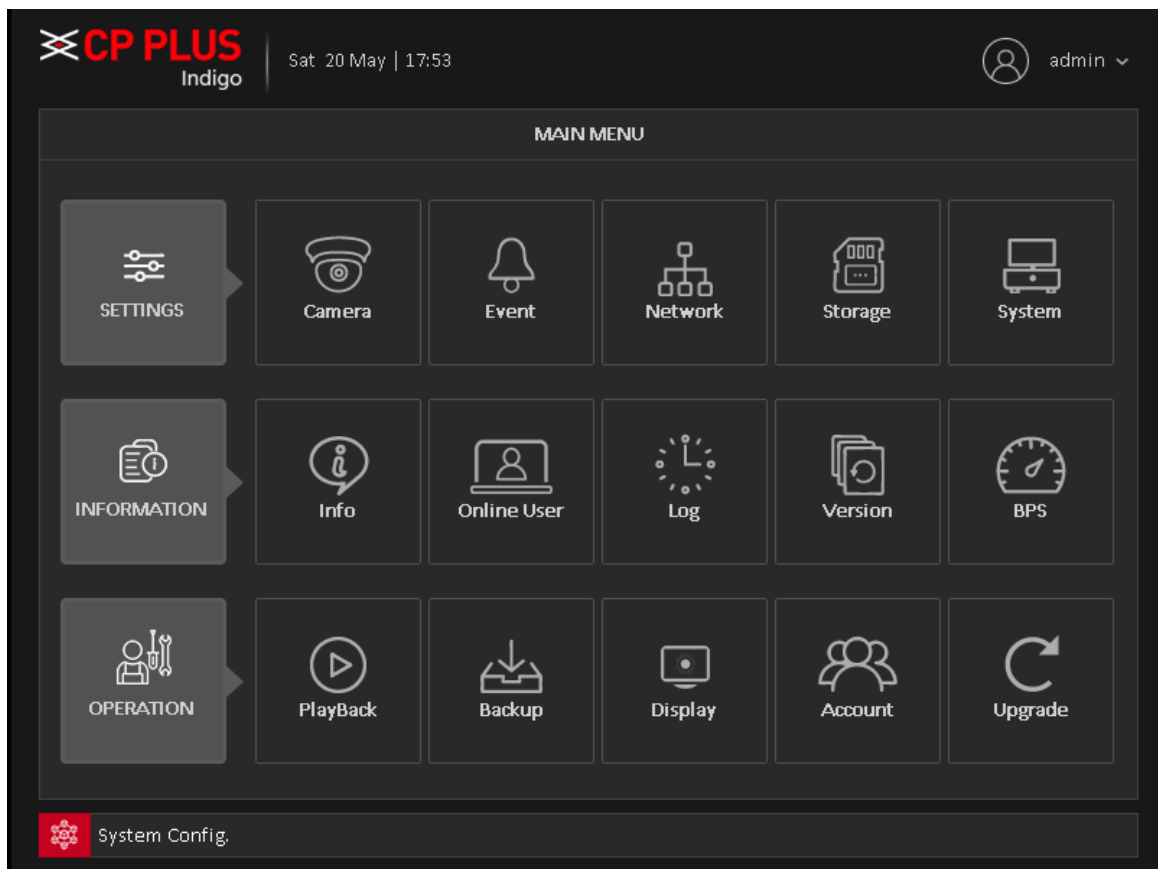 CP PLUS
Indigo
Sat 20 May | 17:53
admin
MAIN MENU
SETTINGS
Camera
Event
Network
Storage
System
INFORMATION
Info
Online User
Log
Version
BPS
OPERATION
PlayBack
Backup
Display
Account
Upgrade
System Config.